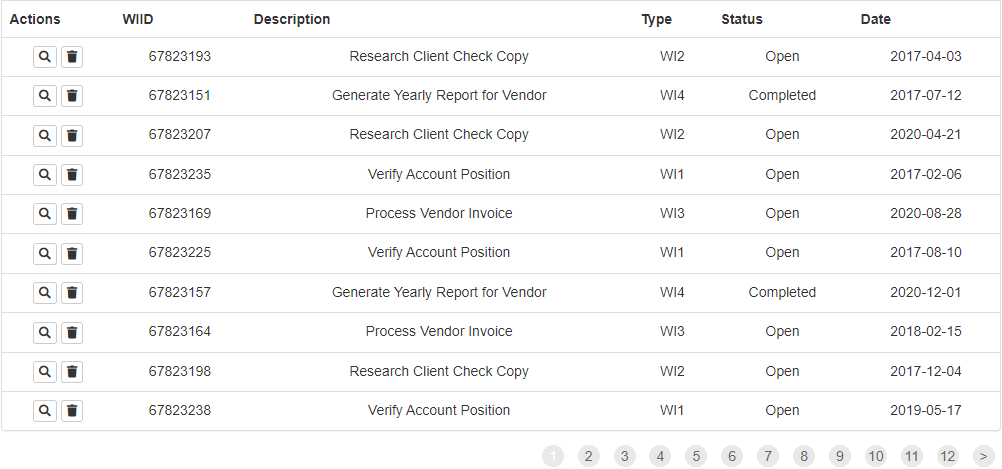 Actions WIID Description Type Status Date
67823193 Research Client Check Copy WI2 Open 2017-04-03
67823151 Generate Yearly Report for Vendor WI4 Completed 2017-07-12
67823207 Research Client Check Copy WI2 Open 2020-04-21
67823235 Verify Account Position WI1 Open 2017-02-06
67823169 Process Vendor Invoice WI3 Open 2020-08-28
67823225 Verify Account Position WI1 Open 2017-08-10
67823157 Generate Yearly Report for Vendor WI4 Completed 2020-12-01
67823164 Process Vendor Invoice WI3 Open 2018-02-15
67823198 Research Client Check Copy WI2 Open 2017-12-04
67823238 Verify Account Position WI1 Open 2019-05-17
1 2 3 4 5 6 7 8 9 10 11 12 >